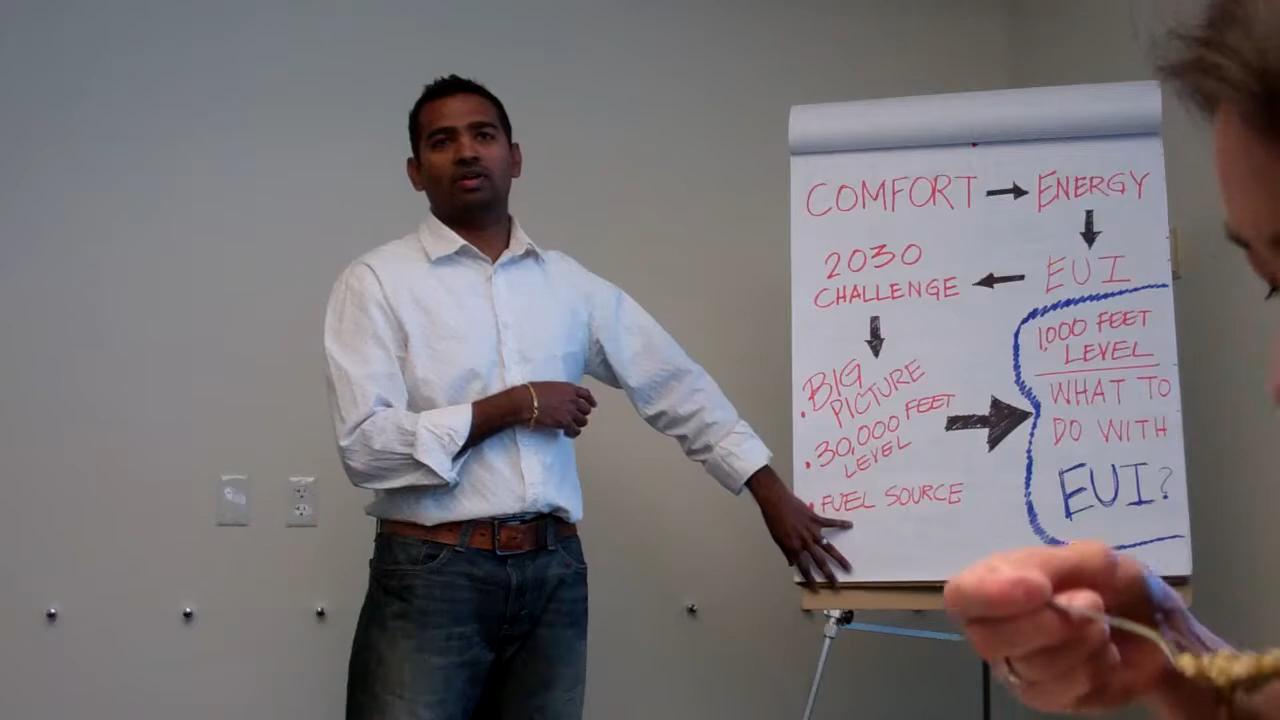 COMFORT → ENERGY
EUI
2030
CHALLENGE
• BIG
PICTURE
• 30,000 FEET
LEVEL
• FUEL SOURCE
1,000 FEET
LEVEL
WHAT TO
DO WITH
EUI?